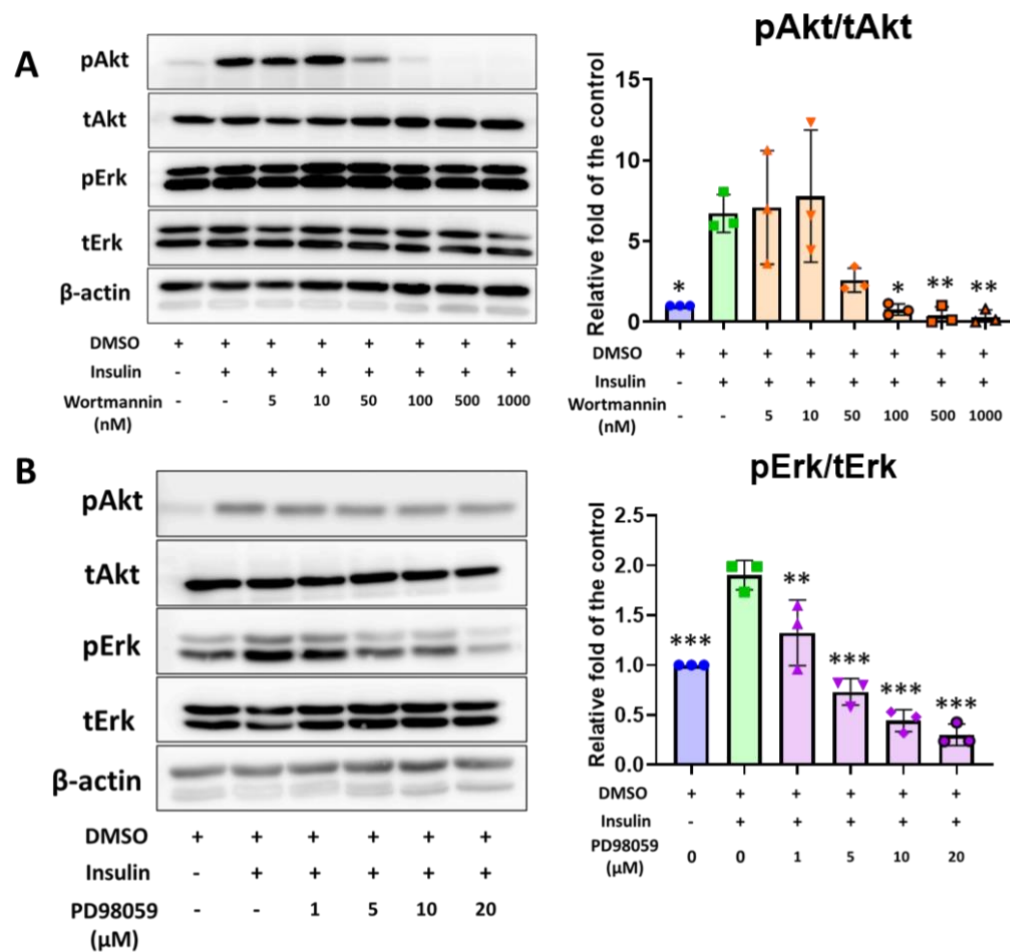 A
pAkt
tAkt
pErk
tErk
β-actin
DMSO + + + + + + + +
Insulin - + + + + + + +
Wortmannin - - 5 10 50 100 500 1000
(nM)
pAkt/tAkt
Relative fold of the control
15
10
5
0
* * ** **
DMSO + + + + + + + +
Insulin - + + + + + + +
Wortmannin - - 5 10 50 100 500 1000
(nM)
B
pAkt
tAkt
pErk
tErk
β-actin
DMSO + + + + + +
Insulin - + + + + +
PD98059 - - 1 5 10 20
(μM)
pErk/tErk
Relative fold of the control
2.5
2.0
1.5
1.0
0.5
0.0
*** ** *** *** ***
DMSO + + + + + +
Insulin - + + + + +
PD98059 0 0 1 5 10 20
(μM)